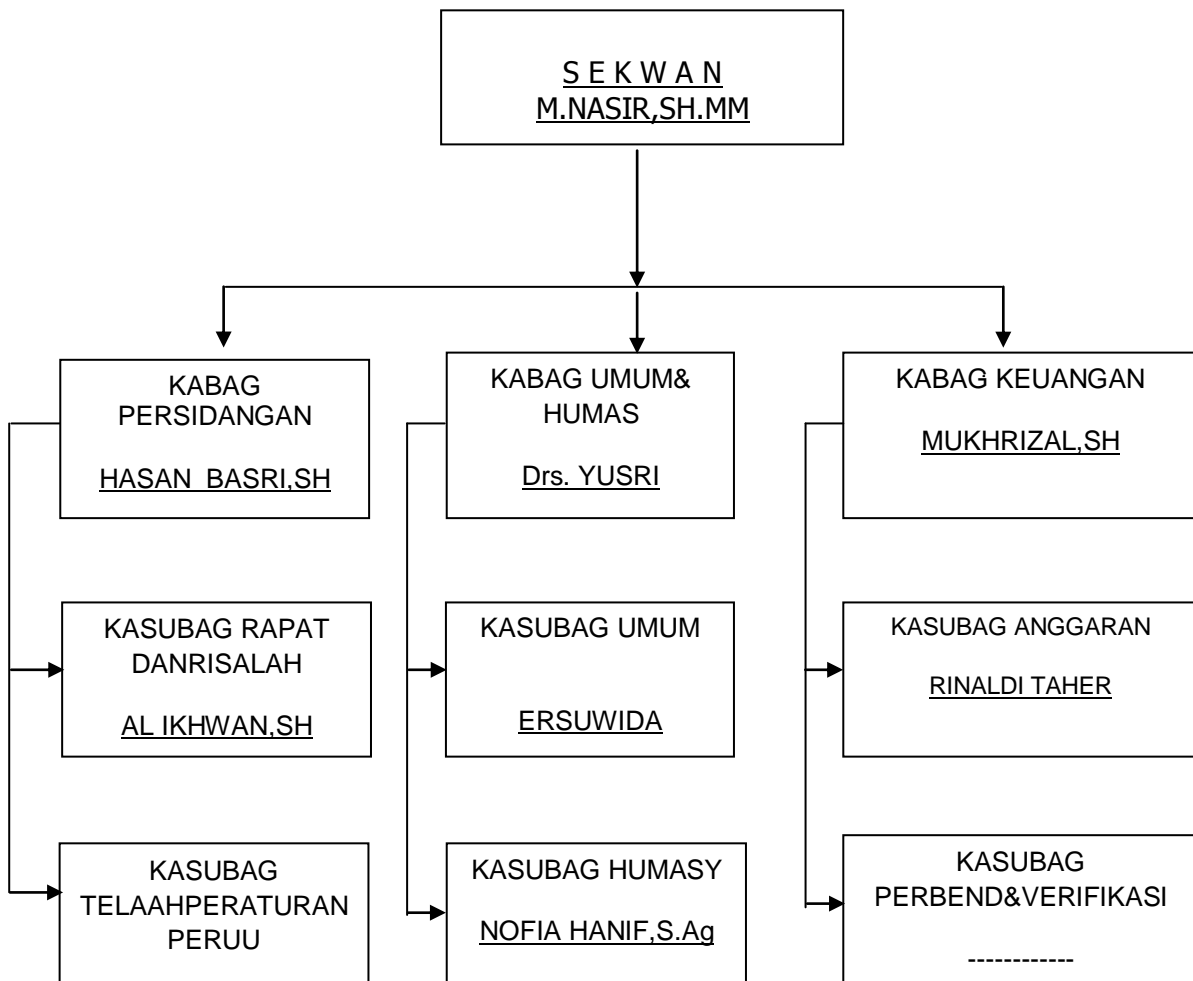 S E K W A N
M.NASIR,SH.MM
KABAG
PERSIDANGAN
HASAN BASRI,SH
KABAG UMUM&
HUMAS
Drs. YUSRI
KABAG KEUANGAN
MUKHRIZAL,SH
KASUBAG RAPAT
DANRISALAH
AL IKHWAN,SH
KASUBAG UMUM
ERSUWIDA
KASUBAG ANGGARAN
RINALDI TAHER
KASUBAG
TELAAHPERATURAN
PERUU
KASUBAG HUMASY
NOFIA HANIF,S.Ag
KASUBAG
PERBEND&VERIFIKASI
------------